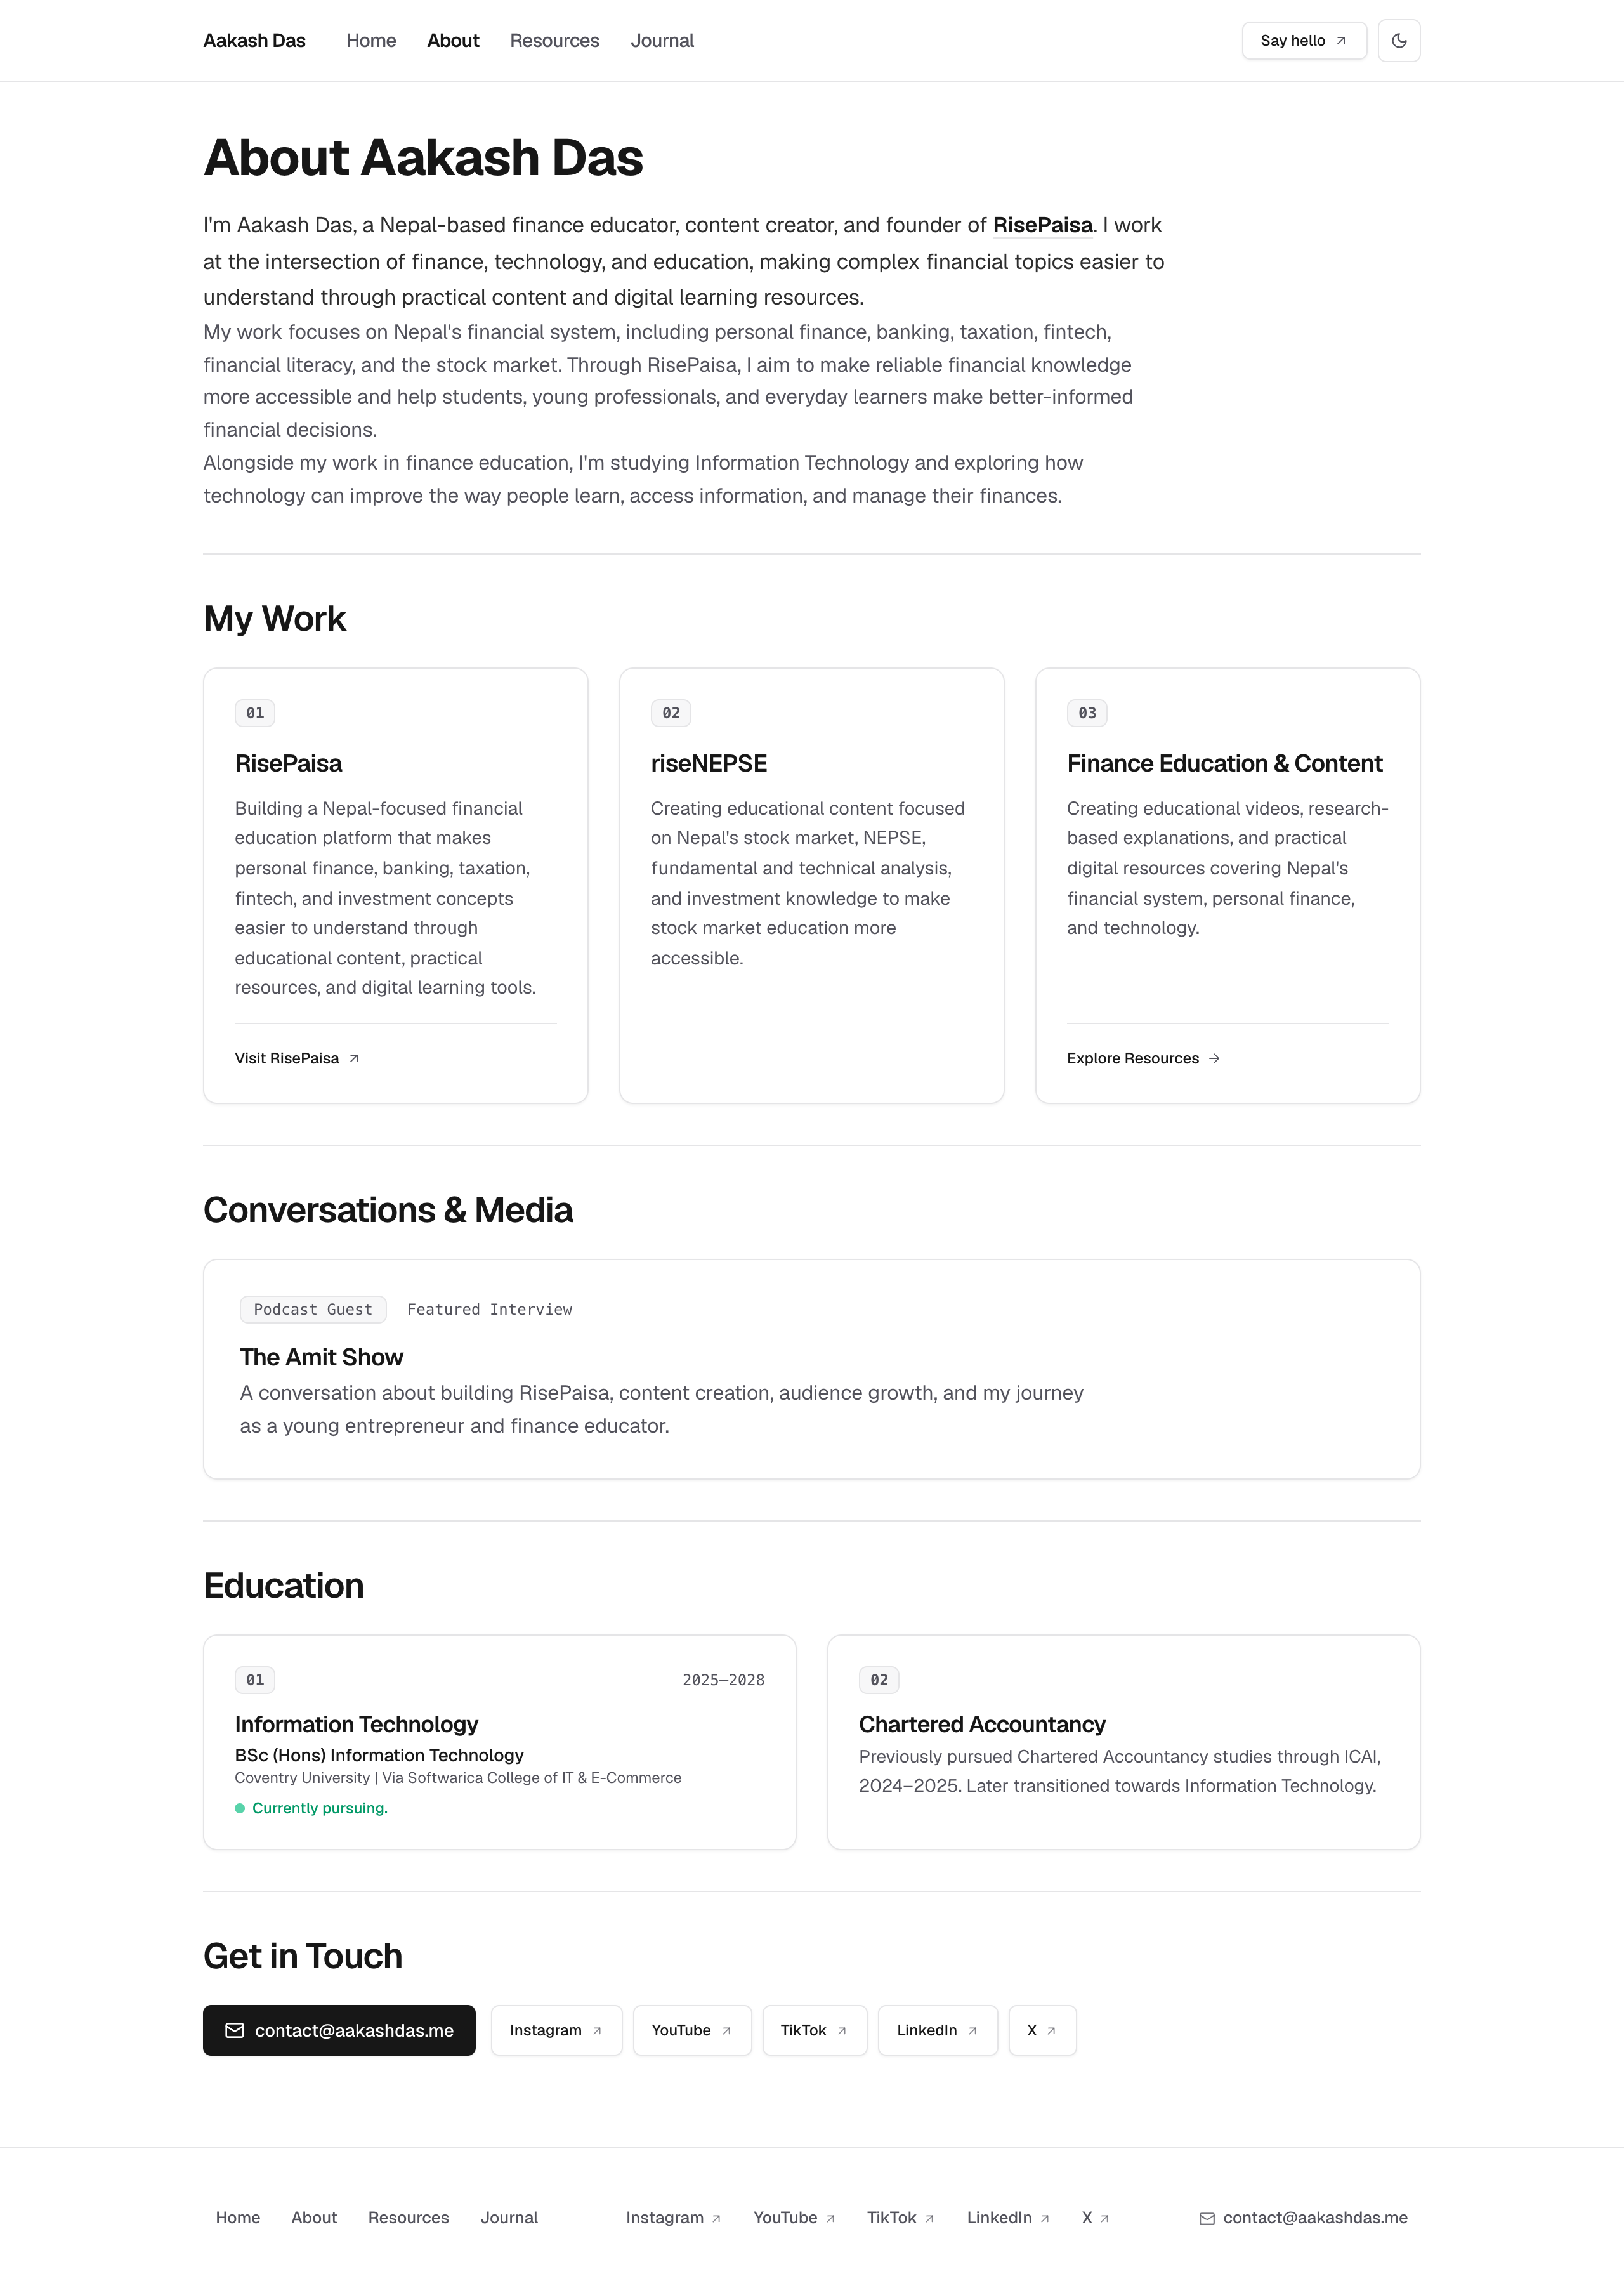 Aakash Das
Home
About
Resources
Journal
Say hello
About Aakash Das
I'm Aakash Das, a Nepal-based finance educator, content creator, and founder of RisePaisa. I work
at the intersection of finance, technology, and education, making complex financial topics easier to
understand through practical content and digital learning resources.
My work focuses on Nepal's financial system, including personal finance, banking, taxation, fintech,
financial literacy, and the stock market. Through RisePaisa, I aim to make reliable financial knowledge
more accessible and help students, young professionals, and everyday learners make better-informed
financial decisions.
Alongside my work in finance education, I'm studying Information Technology and exploring how
technology can improve the way people learn, access information, and manage their finances.
My Work
01
RisePaisa
Building a Nepal-focused financial
education platform that makes
personal finance, banking, taxation,
fintech, and investment concepts
easier to understand through
educational content, practical
resources, and digital learning tools.
Visit RisePaisa
02
riseNEPSE
Creating educational content focused
on Nepal's stock market, NEPSE,
fundamental and technical analysis,
and investment knowledge to make
stock market education more
accessible.
03
Finance Education & Content
Creating educational videos, research-
based explanations, and practical
digital resources covering Nepal's
financial system, personal finance,
and technology.
Explore Resources
Conversations & Media
Podcast Guest
Featured Interview
The Amit Show
A conversation about building RisePaisa, content creation, audience growth, and my journey
as a young entrepreneur and finance educator.
Education
01
2025–2028
Information Technology
BSc (Hons) Information Technology
Coventry University | Via Softwarica College of IT & E-Commerce
Currently pursuing.
02
Chartered Accountancy
Previously pursued Chartered Accountancy studies through ICAI,
2024–2025. Later transitioned towards Information Technology.
Get in Touch
contact@aakashdas.me
Instagram
YouTube
TikTok
LinkedIn
X
Home
About
Resources
Journal
Instagram
YouTube
TikTok
LinkedIn
X
contact@aakashdas.me